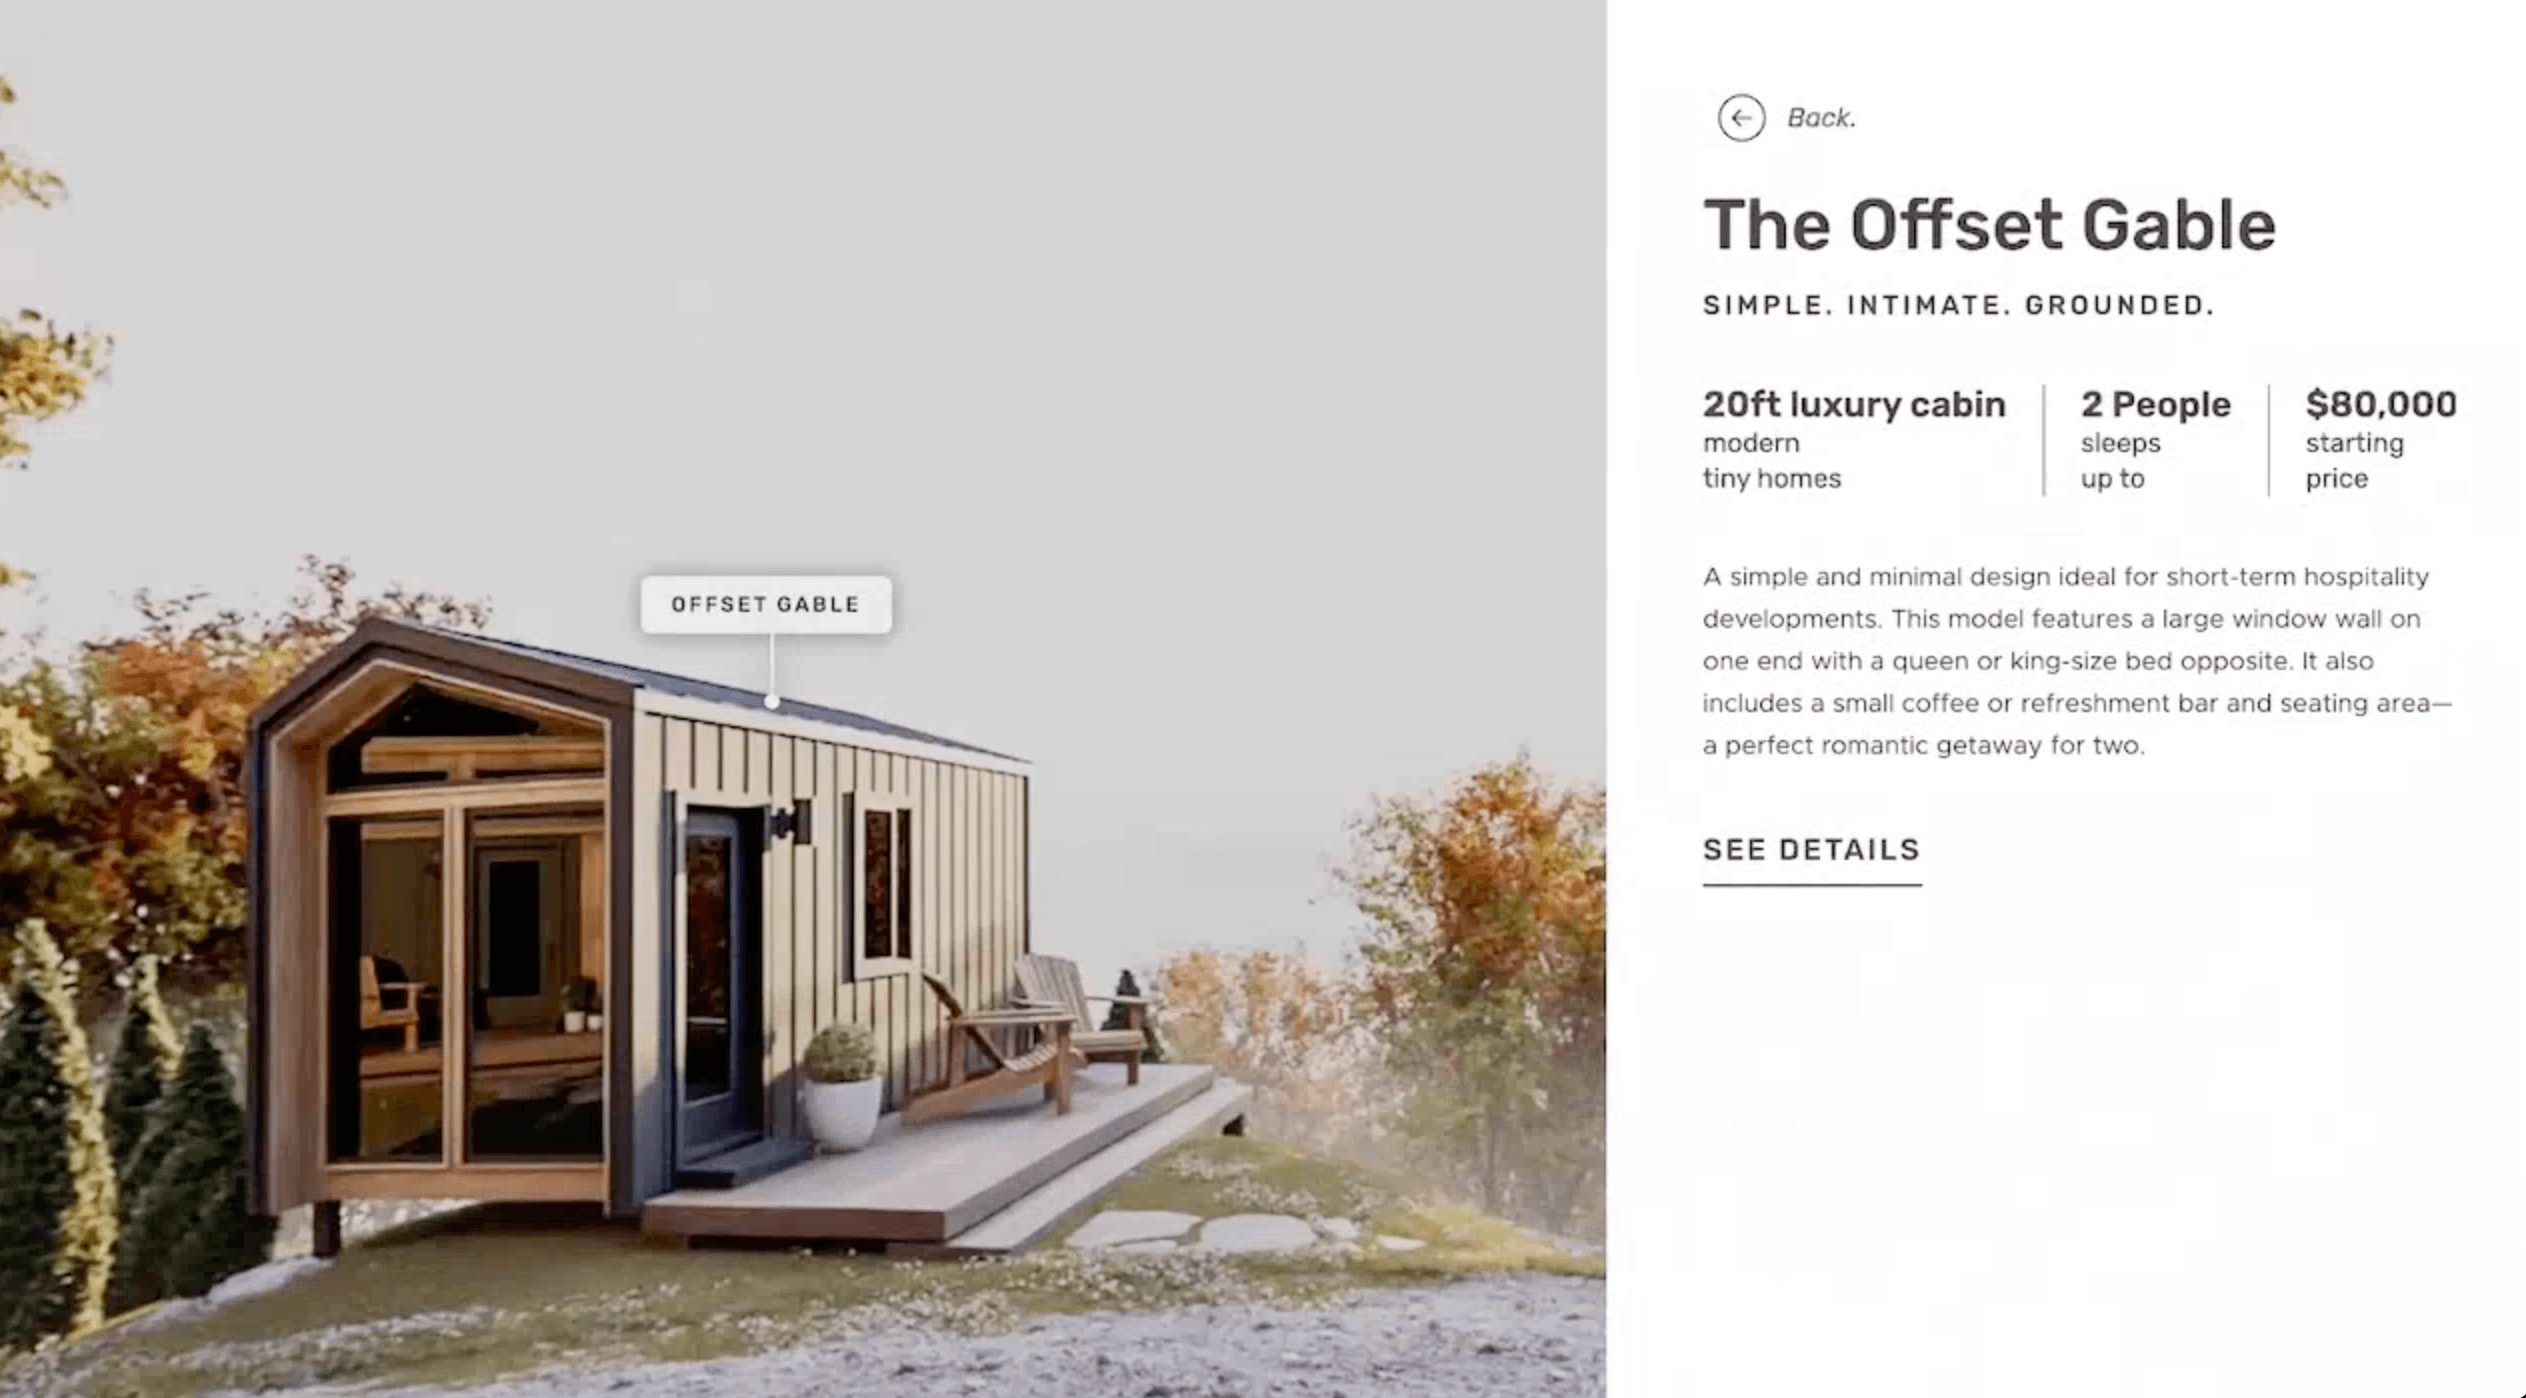 OFFSET GABLE
Back.
The Offset Gable
SIMPLE. INTIMATE. GROUNDED.
20ft luxury cabin
modern
tiny homes
2 People
sleeps
up to
$80,000
starting
price
A simple and minimal design ideal for short-term hospitality
developments. This model features a large window wall on
one end with a queen or king-size bed opposite. It also
includes a small coffee or refreshment bar and seating area—
a perfect romantic getaway for two.
SEE DETAILS